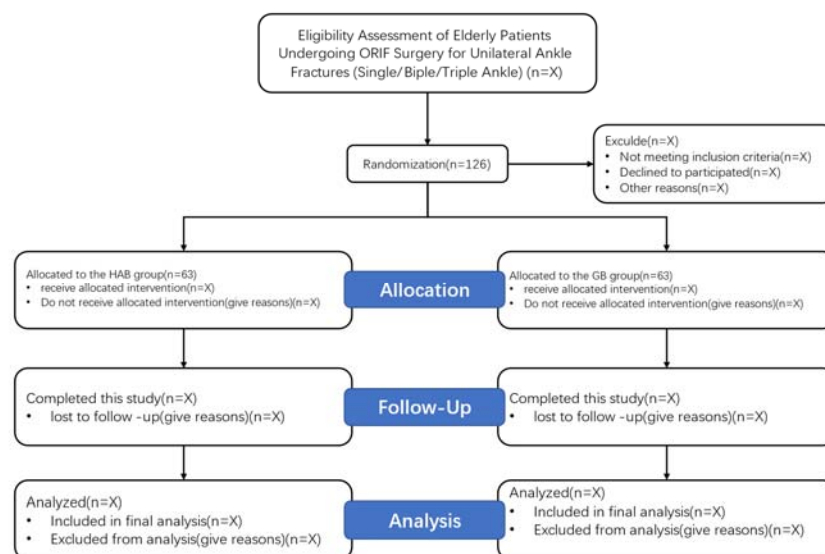 Eligibility Assessment of Elderly Patients
Undergoing ORIF Surgery for Unilateral Ankle
Fractures (Single/Biple/Triple Ankle) (n=X)
Randomization(n=126)
Exculde(n=X)
• Not meeting inclusion criteria(n=X)
• Declined to participated(n=X)
• Other reasons(n=X)
Allocated to the HAB group(n=63)
• receive allocated intervention(n=X)
• Do not receive allocated intervention(give reasons)(n=X)
Allocation
Allocated to the GB group(n=63)
• receive allocated intervention(n=X)
• Do not receive allocated intervention(give reasons)(n=X)
Completed this study(n=X)
• lost to follow -up(give reasons)(n=X)
Follow-Up
Completed this study(n=X)
• lost to follow -up(give reasons)(n=X)
Analyzed(n=X)
• Included in final analysis(n=X)
• Excluded from analysis(give reasons)(n=X)
Analysis
Analyzed(n=X)
• Included in final analysis(n=X)
• Excluded from analysis(give reasons)(n=X)